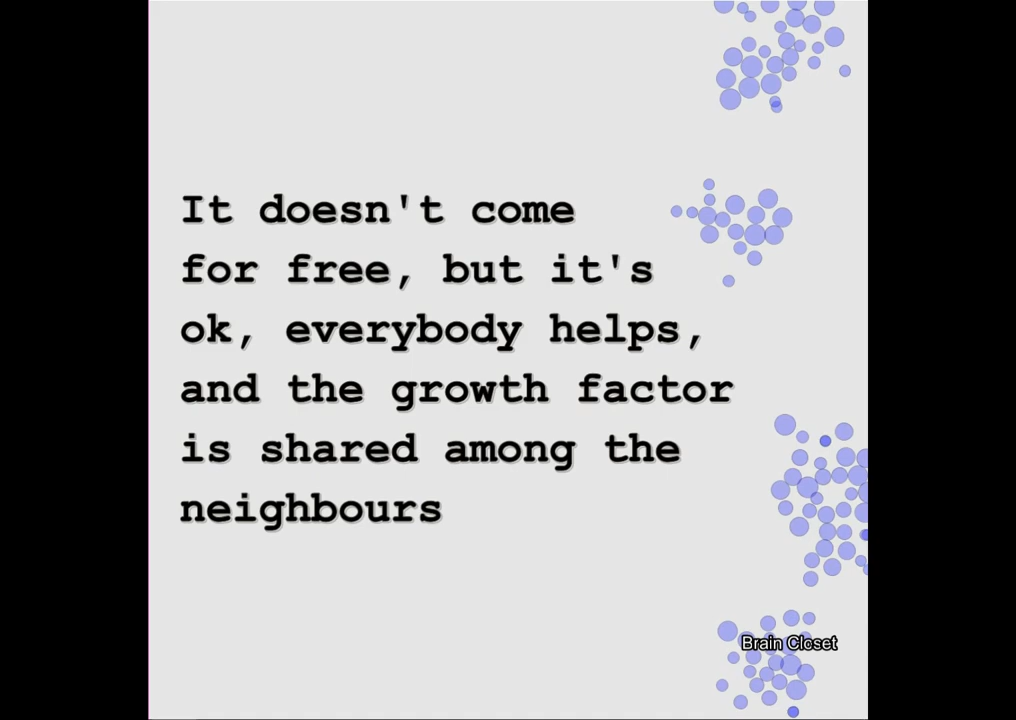 It doesn't come
for free, but it's
ok, everybody helps,
and the growth factor
is shared among the
neighbours
Brain Closet